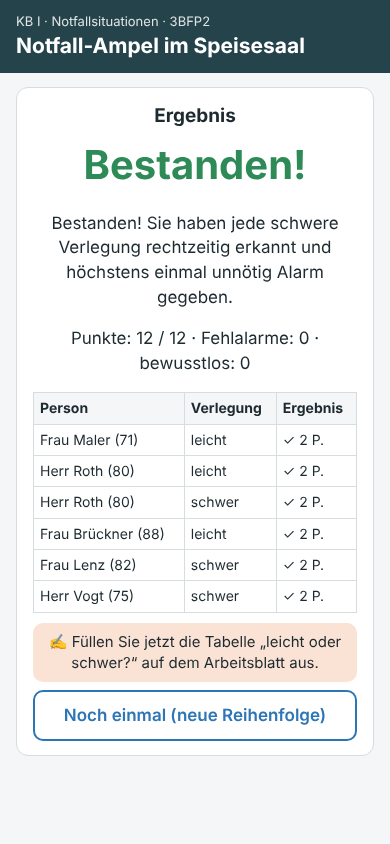 KB I · Notfallsituationen · 3BFP2
Notfall-Ampel im Speisesaal
Ergebnis
Bestanden!
Bestanden! Sie haben jede schwere
Verlegung rechtzeitig erkannt und
höchstens einmal unnötig Alarm
gegeben.
Punkte: 12 / 12 · Fehlalarme: 0 ·
bewusstlos: 0
Person Verlegung Ergebnis
Frau Maler (71) leicht ✓ 2 P.
Herr Roth (80) leicht ✓ 2 P.
Herr Roth (80) schwer ✓ 2 P.
Frau Brückner (88) leicht ✓ 2 P.
Frau Lenz (82) schwer ✓ 2 P.
Herr Vogt (75) schwer ✓ 2 P.
✍️ Füllen Sie jetzt die Tabelle „leicht oder
schwer?“ auf dem Arbeitsblatt aus.
Noch einmal (neue Reihenfolge)